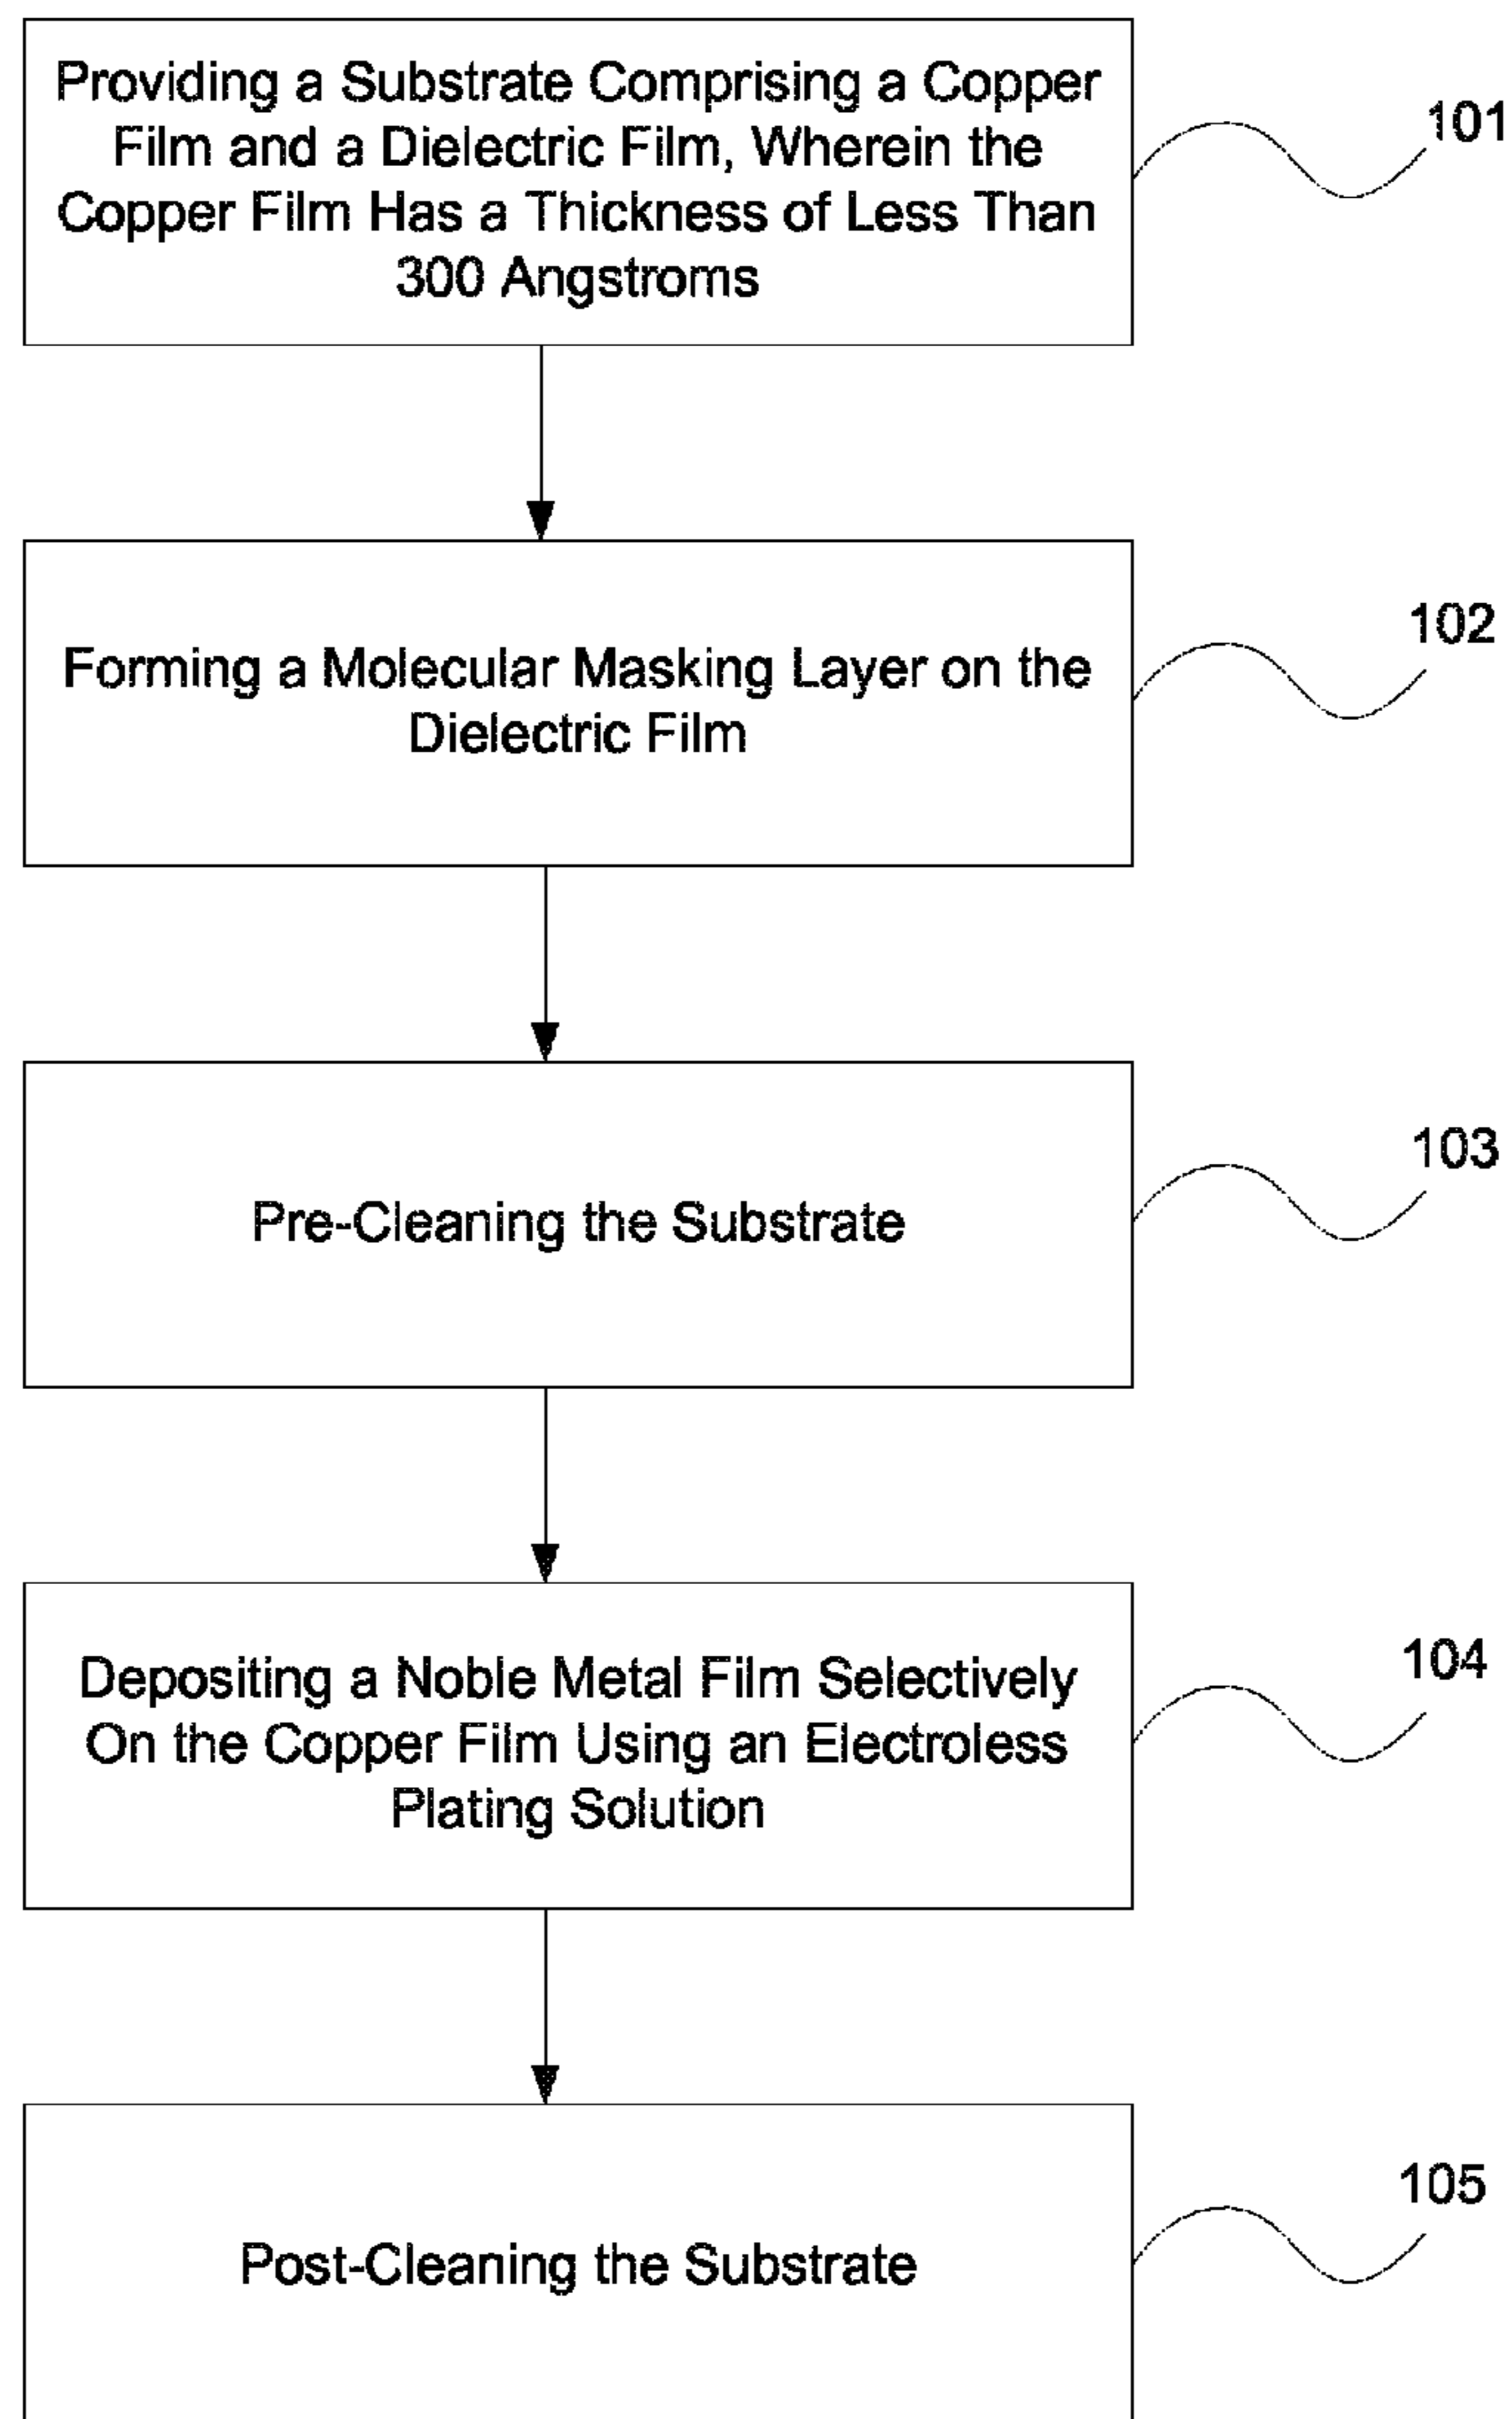 Providing a Substrate Comprising a Copper
Film and a Dielectric Film, Wherein the
Copper Film Has a Thickness of Less Than
300 Angstroms
101
Forming a Molecular Masking Layer on the
Dielectric Film
102
Pre-Cleaning the Substrate
103
Depositing a Noble Metal Film Selectively
On the Copper Film Using an Electroless
Plating Solution
104
Post-Cleaning the Substrate
105